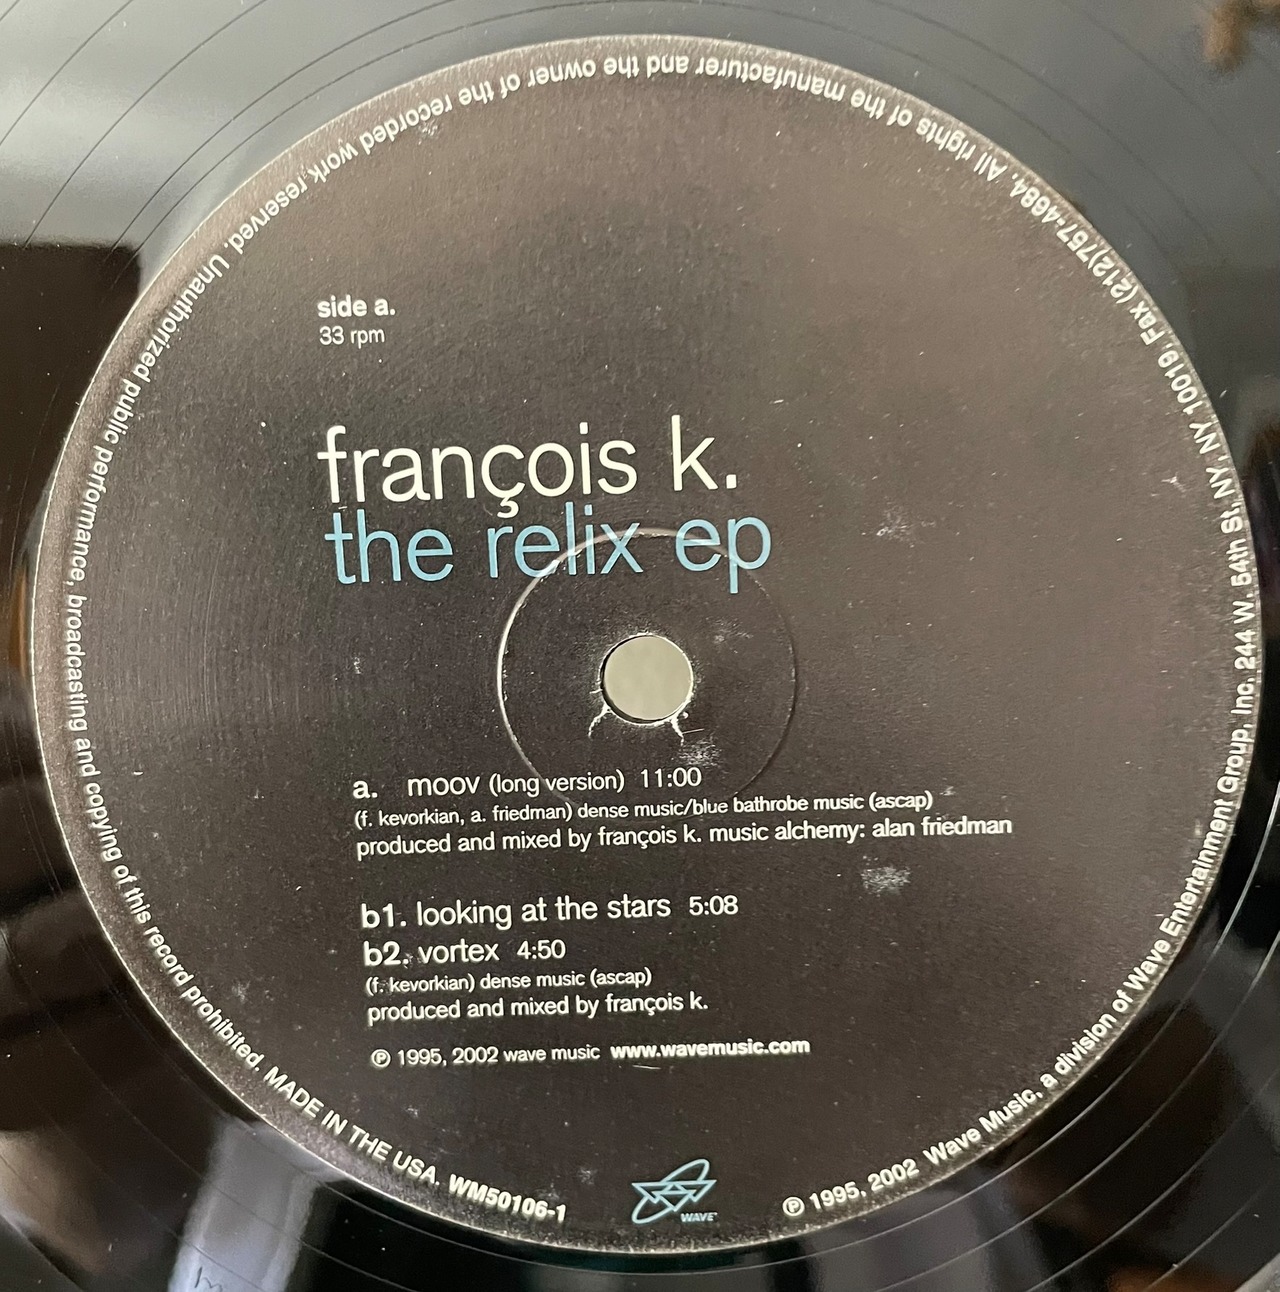 side a.
33 rpm
françois k.
the relix ep
a. moov (long version) 11:00
(f. kevorkian, a. friedman) dense music/blue bathrobe music (ascap)
produced and mixed by françois k. music alchemy: alan friedman
b1. looking at the stars 5:08
b2. vortex 4:50
(f. kevorkian) dense music (ascap)
produced and mixed by françois k.
℗ 1995, 2002 wave music www.wavemusic.com
WAVE
℗ 1995, 2002 Wave Music, a division of Wave Entertainment Group, Inc. 244 W. 54th St. NY, NY 10019. Fax (212)757-4684. All rights of the manufacturer and the owner of the recorded work reserved. Unauthorized public performance, broadcasting and copying of this record prohibited. MADE IN THE USA. WM50106-1